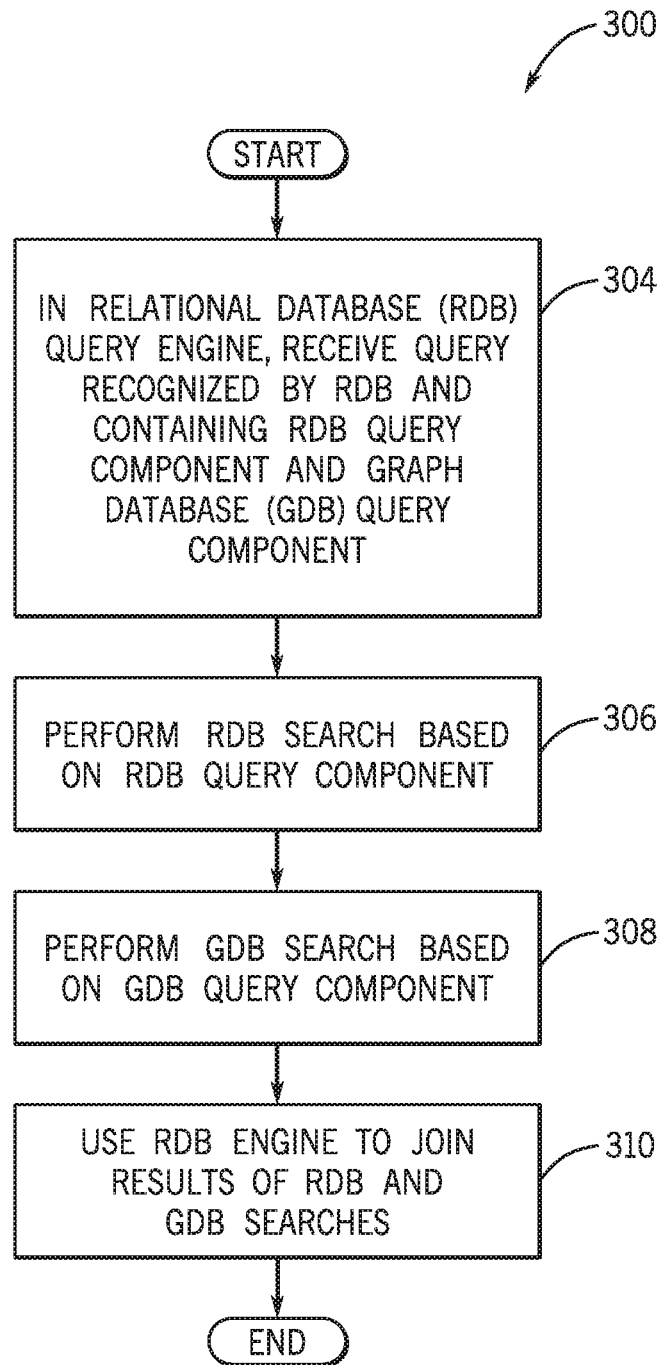 300
START
IN RELATIONAL DATABASE (RDB)
QUERY ENGINE, RECEIVE QUERY
RECOGNIZED BY RDB AND
CONTAINING RDB QUERY
COMPONENT AND GRAPH
DATABASE (GDB) QUERY
COMPONENT
304
PERFORM RDB SEARCH BASED
ON RDB QUERY COMPONENT
306
PERFORM GDB SEARCH BASED
ON GDB QUERY COMPONENT
308
USE RDB ENGINE TO JOIN
RESULTS OF RDB AND
GDB SEARCHES
310
END